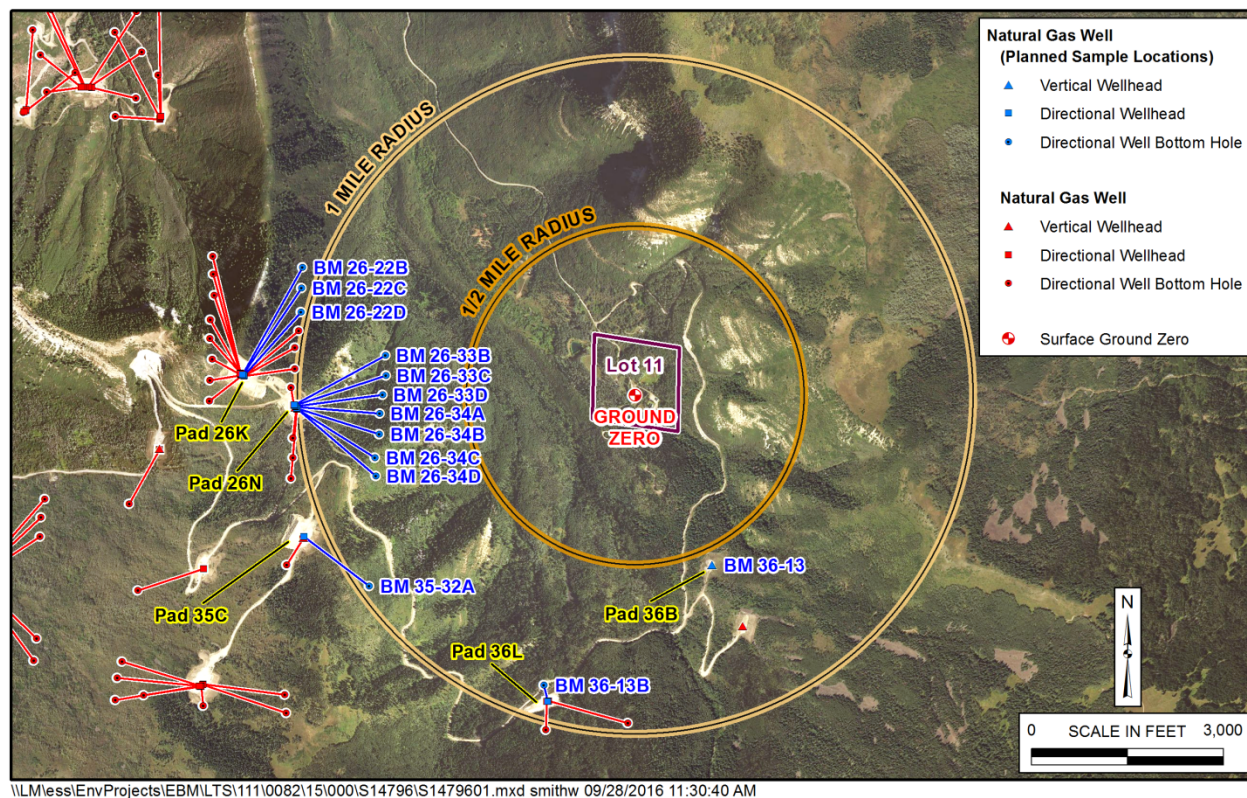 Natural Gas Well
(Planned Sample Locations)
Vertical Wellhead
Directional Wellhead
Directional Well Bottom Hole
Natural Gas Well
Vertical Wellhead
Directional Wellhead
Directional Well Bottom Hole
Surface Ground Zero
1 MILE RADIUS
1/2 MILE RADIUS
BM 26-22B
BM 26-22C
BM 26-22D
BM 26-33B
BM 26-33C
BM 26-33D
BM 26-34A
BM 26-34B
BM 26-34C
BM 26-34D
Lot 11
GROUND
ZERO
Pad 26K
Pad 26N
BM 36-13
BM 35-32A
Pad 35C
Pad 36B
Pad 36L
BM 36-13B
N
0 SCALE IN FEET 3,000
\\LM\ess\EnvProjects\EBM\LTS\111\0082\15\000\S14796\S1479601.mxd smithw 09/28/2016 11:30:40 AM